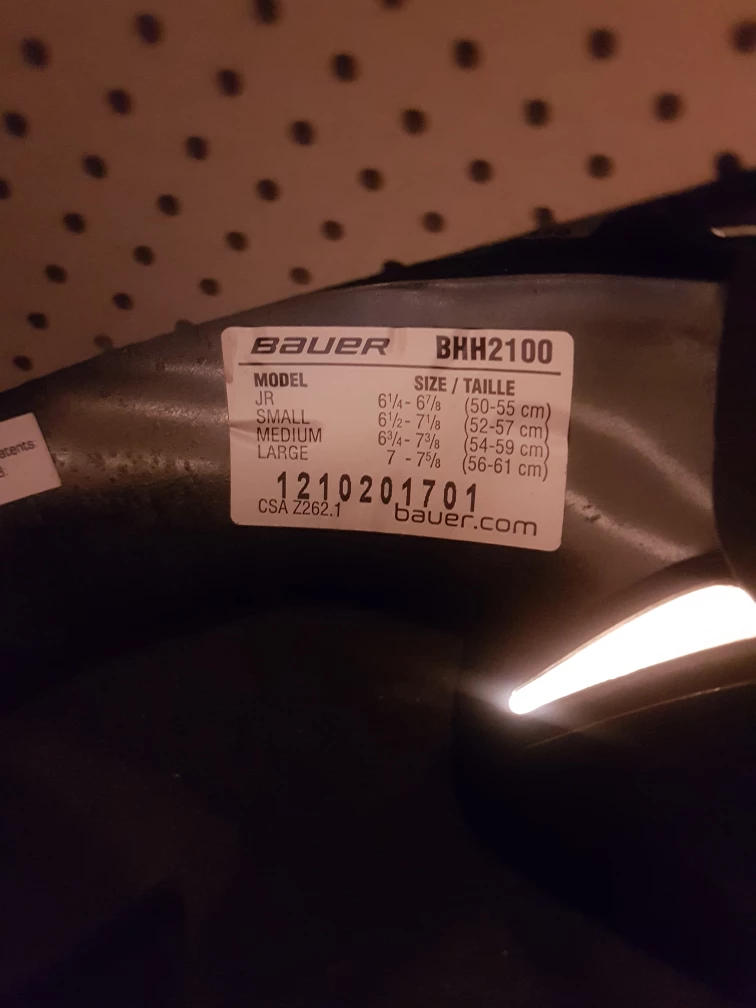 BAUER BHH2100
MODEL SIZE / TAILLE
JR 6¼- 6⅞ (50-55 cm)
SMALL 6½- 7⅛ (52-57 cm)
MEDIUM 6¾- 7⅜ (54-59 cm)
LARGE 7 - 7⅝ (56-61 cm)
1210201701
CSA Z262.1 bauer.com